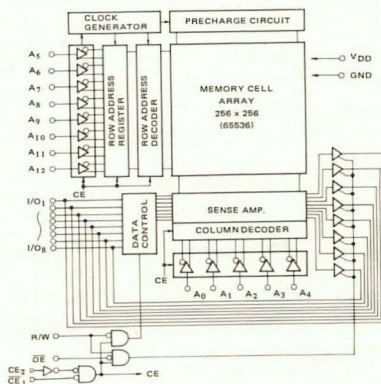 CLOCK
GENERATOR
PRECHARGE CIRCUIT
A5
A6
A7
A8
A9
A10
A11
A12
ROW ADDRESS
REGISTER
ROW ADDRESS
DECODER
MEMORY CELL
ARRAY
256 x 256
(65536)
VDD
GND
CE
I/O1
I/O8
DATA
CONTROL
SENSE AMP.
COLUMN DECODER
CE
A0 A1 A2 A3 A4
R/W
OE
CE2
CE1
CE